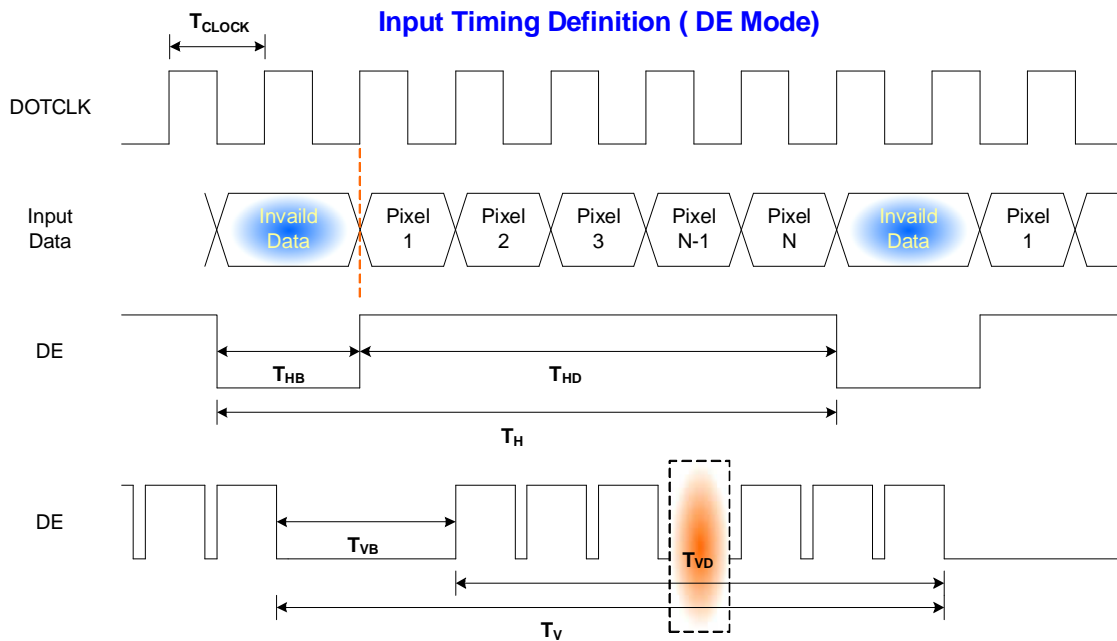 Input Timing Definition ( DE Mode)
TCLOCK
DOTCLK
Input
Data
Invaild
Data
Pixel
1
Pixel
2
Pixel
3
Pixel
N-1
Pixel
N
Invaild
Data
Pixel
1
DE
THB
THD
TH
DE
TVB
TVD
TV